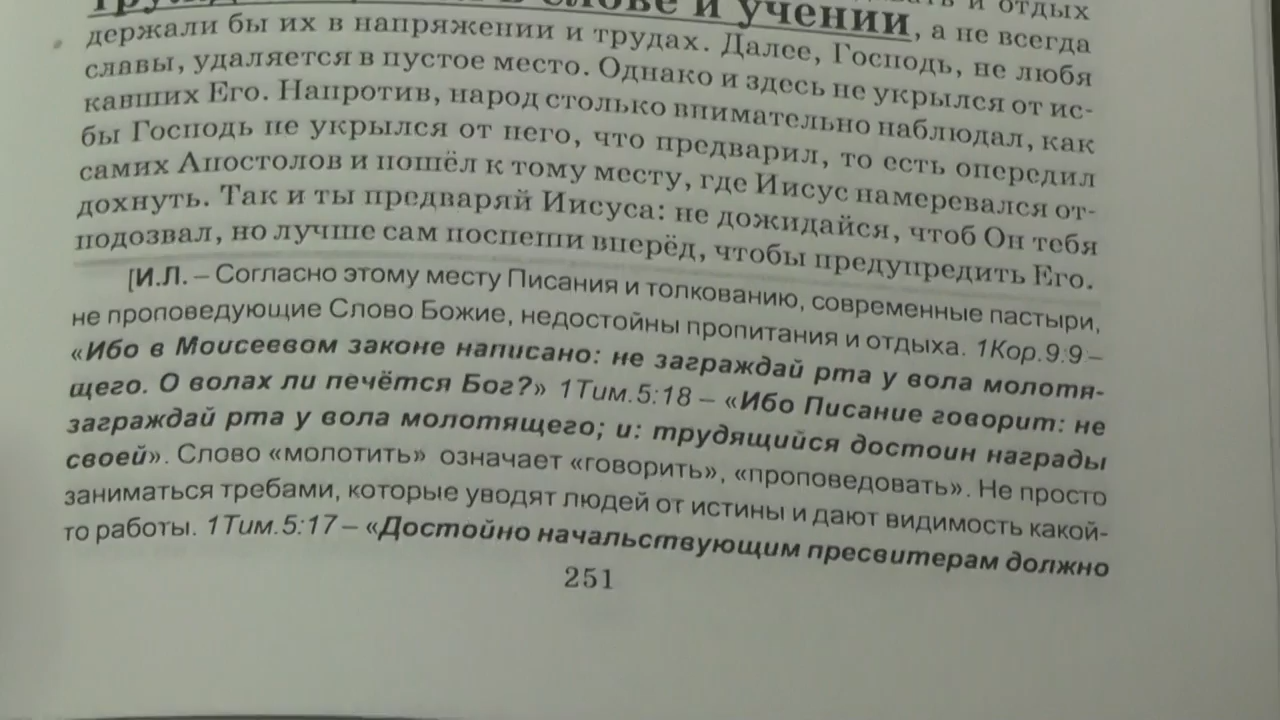 и отдых
в слове и учении, а не всегда
держали бы их в напряжении и трудах. Далее, Господь, не любя
славы, удаляется в пустое место. Однако и здесь не укрылся от ис-
кавших Его. Напротив, народ столько внимательно наблюдал, как
бы Господь не укрылся от него, что предварил, то есть опередил
самих Апостолов и пошёл к тому месту, где Иисус намеревался от-
дохнуть. Так и ты предваряй Иисуса: не дожидайся, чтоб Он тебя
подозвал, но лучше сам поспеши вперёд, чтобы предупредить Его.
[И.Л. – Согласно этому месту Писания и толкованию, современные пастыри,
не проповедующие Слово Божие, недостойны пропитания и отдыха. 1Кор.9:9 –
«Ибо в Моисеевом законе написано: не заграждай рта у вола молотя-
щего. О волах ли печётся Бог?» 1Тим.5:18 – «Ибо Писание говорит: не
заграждай рта у вола молотящего; и: трудящийся достоин награды
своей». Слово «молотить» означает «говорить», «проповедовать». Не просто
заниматься требами, которые уводят людей от истины и дают видимость какой-
то работы. 1Тим.5:17 – «Достойно начальствующим пресвитерам должно
251